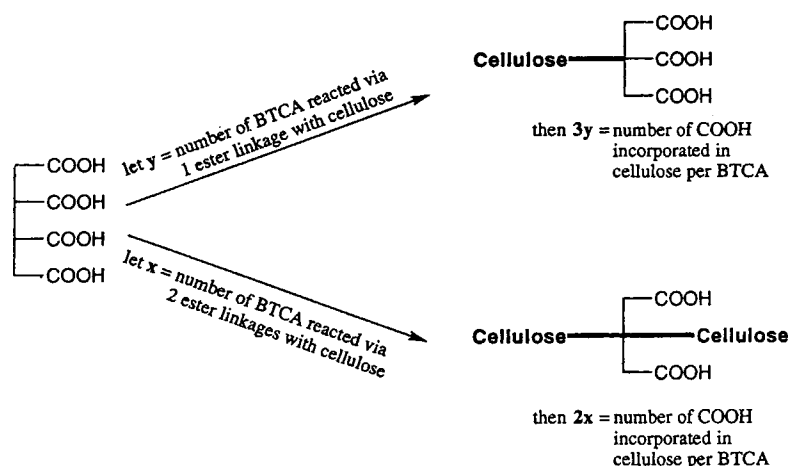 COOH
COOH
COOH
COOH
let y = number of BTCA reacted via
1 ester linkage with cellulose
Cellulose
COOH
COOH
COOH
then 3y = number of COOH
incorporated in
cellulose per BTCA
let x = number of BTCA reacted via
2 ester linkages with cellulose
COOH
Cellulose Cellulose
COOH
then 2x = number of COOH
incorporated in
cellulose per BTCA